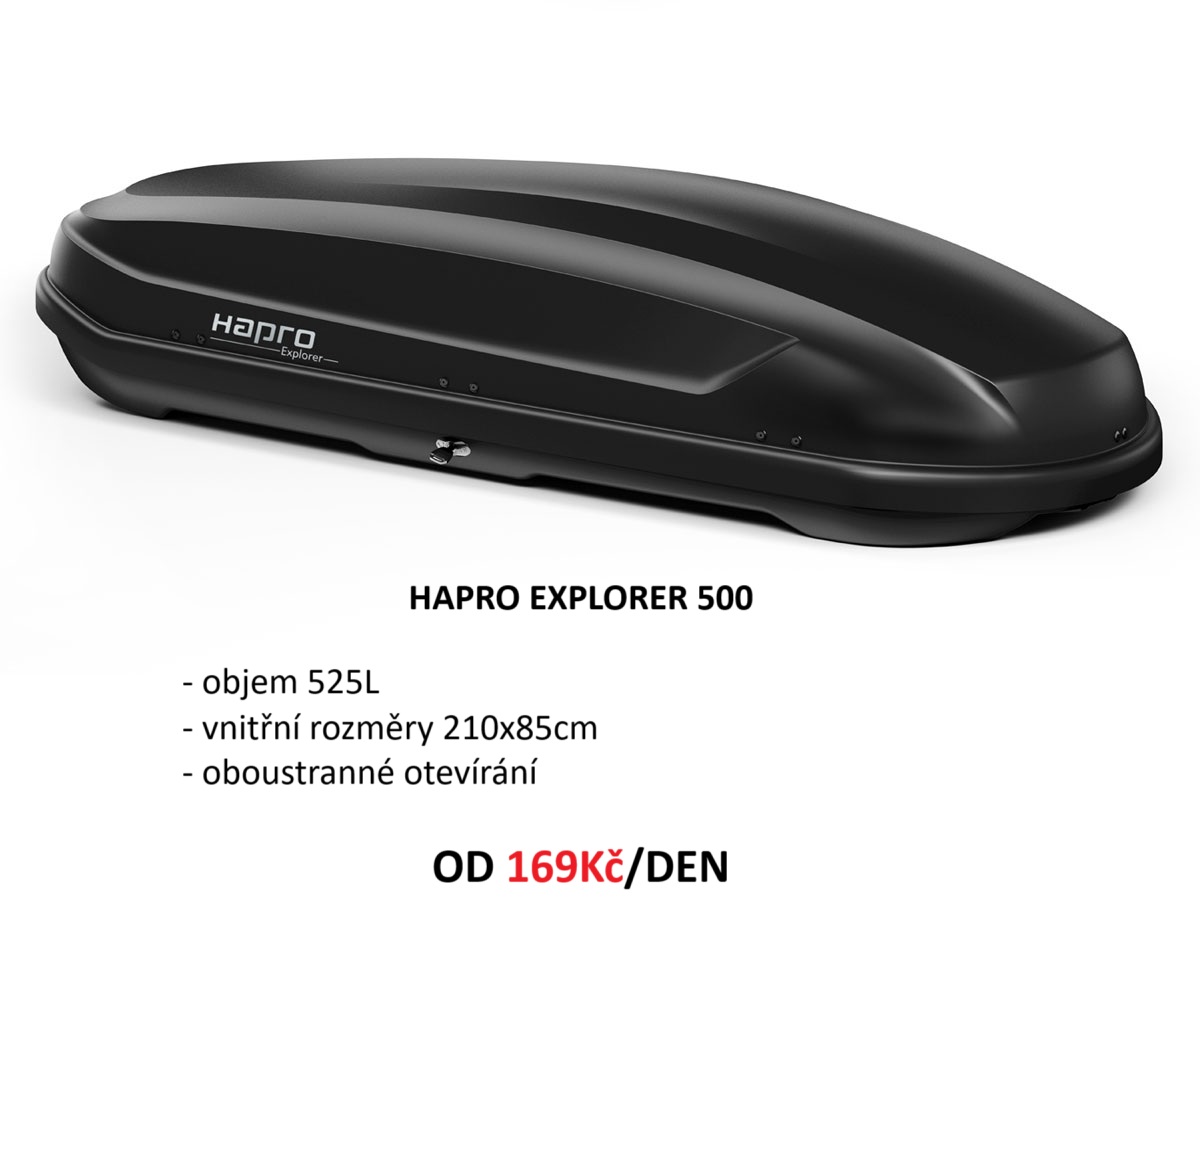 Hapro
Explorer
HAPRO EXPLORER 500
- objem 525L
- vnitřní rozměry 210x85cm
- oboustranné otevírání
OD 169Kč/DEN